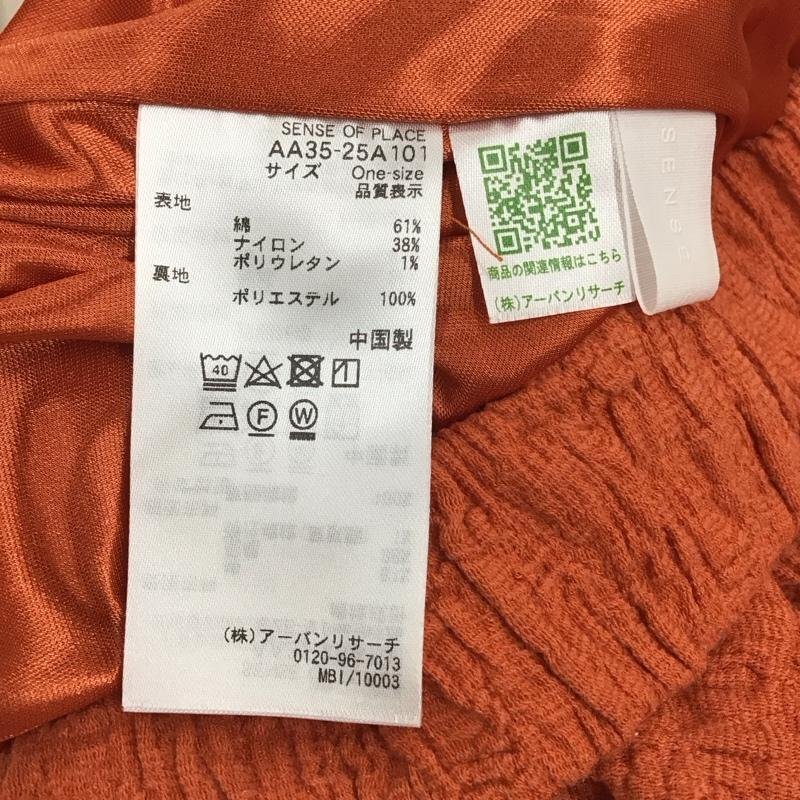 SENSE OF PLACE
AA35-25A101
サイズ One-size
品質表示
表地
綿 61%
ナイロン 38%
ポリウレタン 1%
裏地
ポリエステル 100%
中国製
40
F W
(株)アーバンリサーチ
0120-96-7013
MBI/10003
商品の関連情報はこちら
(株)アーバンリサーチ
SENSE